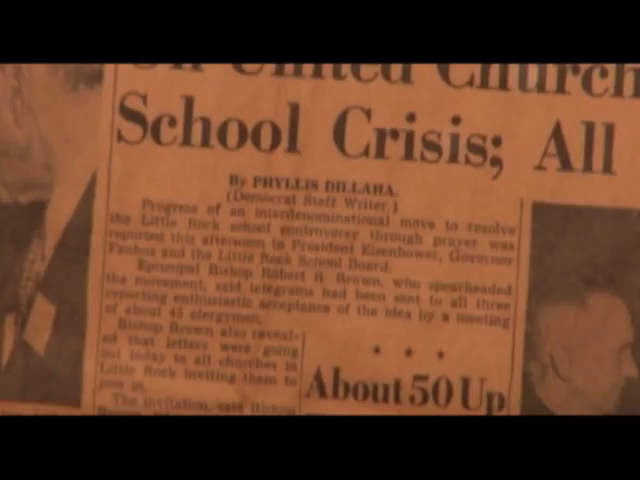 On United Church
School Crisis; All
By PHYLLIS DILLAHA.
(Democrat Staff Writer.)
Progress of an interdenominational move to resolve
the Little Rock school controversy through prayer was
reported this afternoon to President Eisenhower, Governor
Faubus and the Little Rock School Board.
Episcopal Bishop Robert R. Brown, who spearheaded
the movement, said telegrams had been sent to all three
reporting enthusiastic acceptance of the idea by a meeting
of about 43 clergymen.
Bishop Brown also reveal-
ed that letters were going
out today to all churches in
Little Rock inviting them to
join in.
The invitation, said Bishop
* * *
About 50 Up